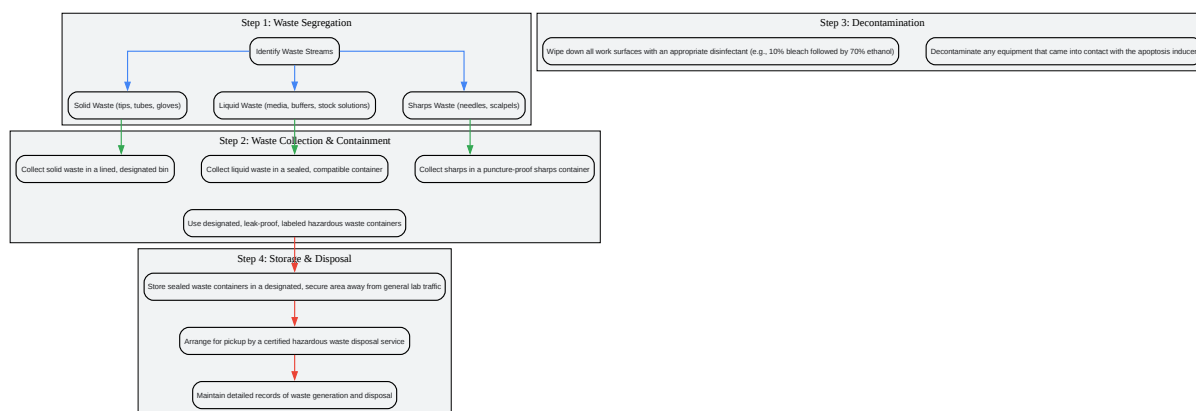 Step 1: Waste Segregation
Identify Waste Streams
Solid Waste (tips, tubes, gloves)
Liquid Waste (media, buffers, stock solutions)
Sharps Waste (needles, scalpels)
Step 2: Waste Collection & Containment
Collect solid waste in a lined, designated bin
Collect liquid waste in a sealed, compatible container
Collect sharps in a puncture-proof sharps container
Use designated, leak-proof, labeled hazardous waste containers
Step 3: Decontamination
Wipe down all work surfaces with an appropriate disinfectant (e.g., 10% bleach followed by 70% ethanol)
Decontaminate any equipment that came into contact with the apoptosis inducer
Step 4: Storage & Disposal
Store sealed waste containers in a designated, secure area away from general lab traffic
Arrange for pickup by a certified hazardous waste disposal service
Maintain detailed records of waste generation and disposal